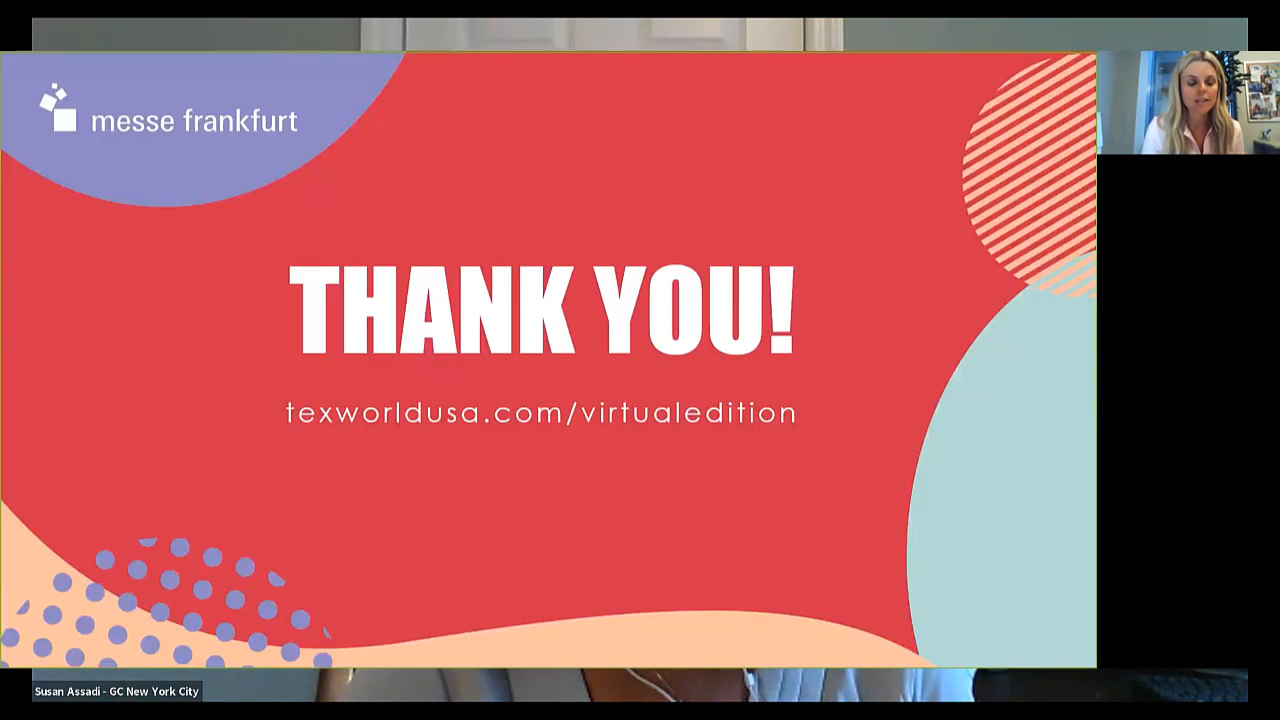 messe frankfurt
THANK YOU!
texworldusa.com/virtualedition
Susan Assadi - GC New York City